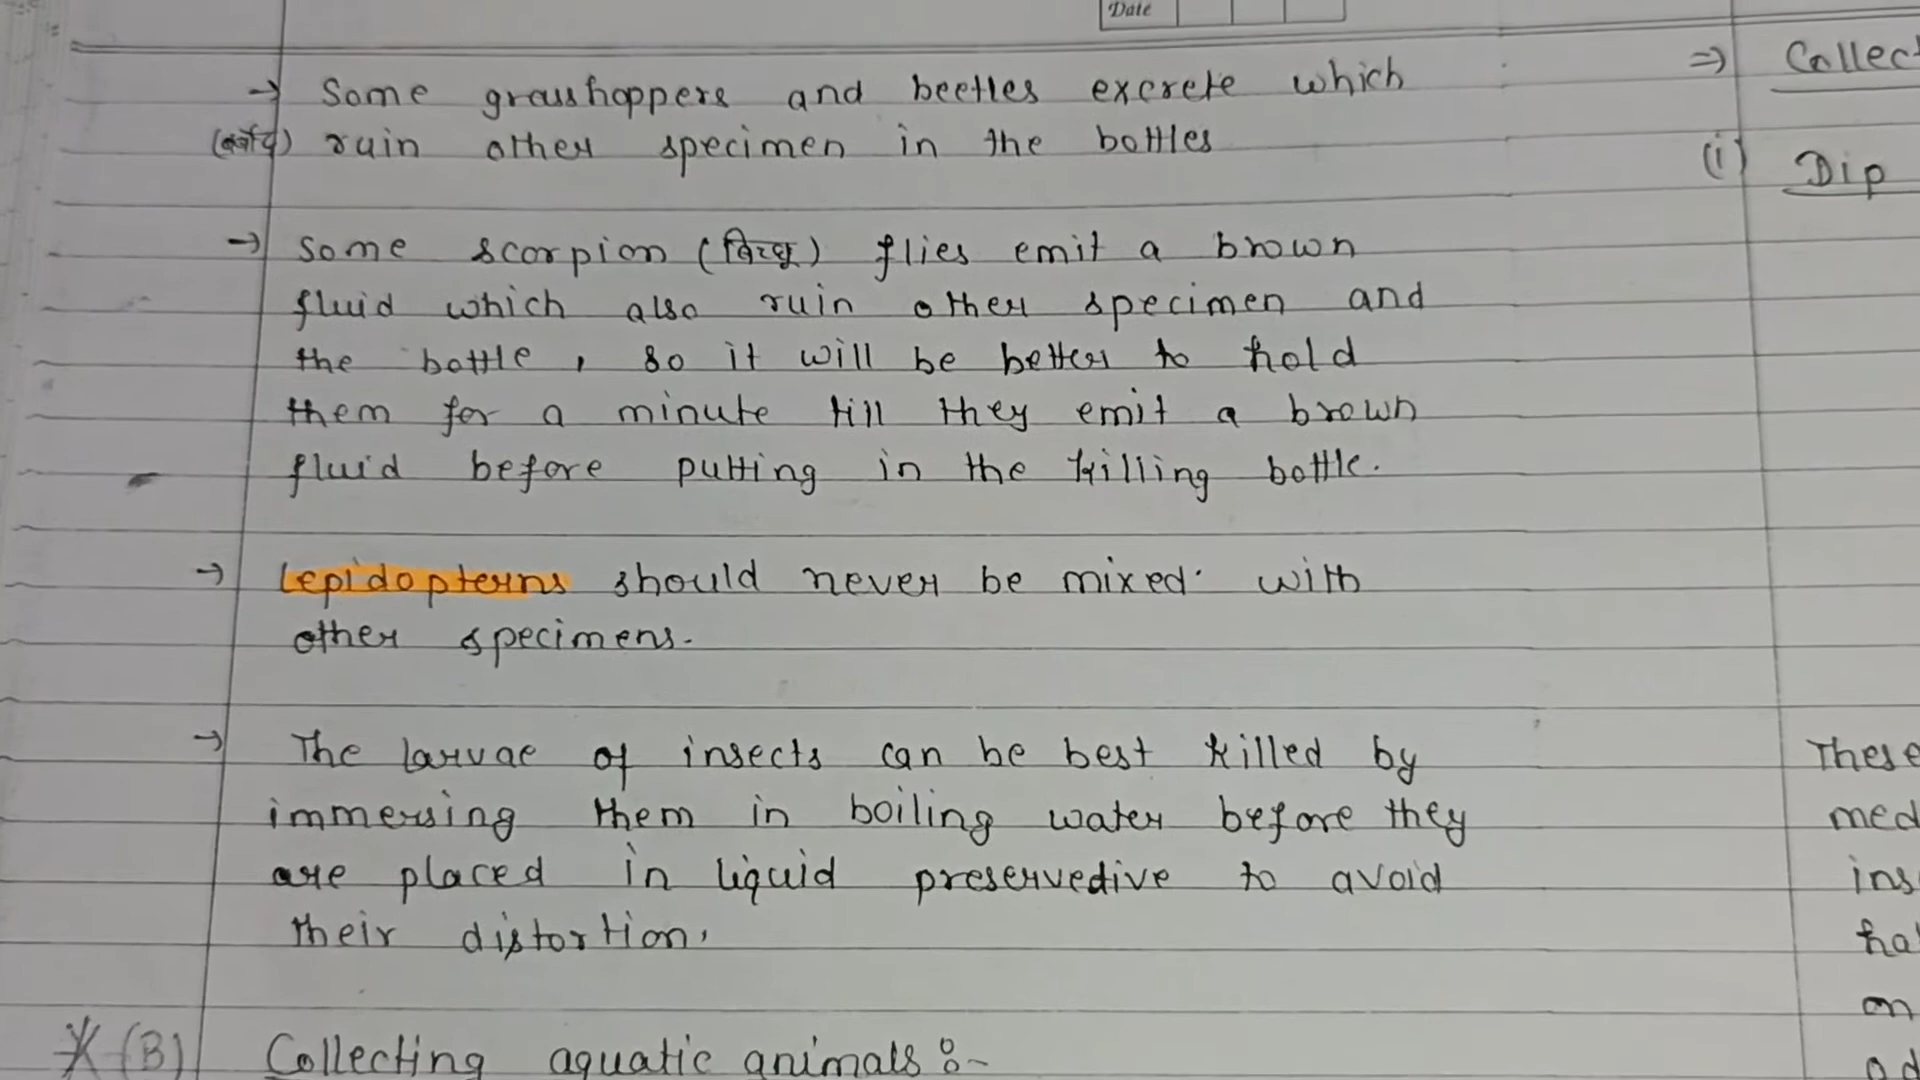 Date
→ Some grasshoppers and beetles excrete which
(बर्बाद) ruin other specimen in the bottles
→ Some scorpion (बिच्छू) flies emit a brown
fluid which also ruin other specimen and
the bottle, so it will be better to hold
them for a minute till they emit a brown
fluid before putting in the killing bottle.
→ Lepidopterns should never be mixed with
other specimens.
→ The larvae of insects can be best killed by
immersing them in boiling water before they
are placed in liquid preservedive to avoid
their distortion.
* (B) Collecting aquatic animals :-
⇒ Collect
(i) Dip
These
med
ins
ha
on
ad